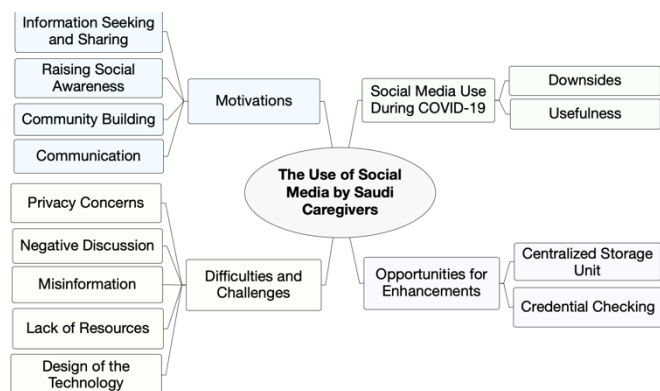 Information Seeking
and Sharing
Raising Social
Awareness
Community Building
Communication
Motivations
Privacy Concerns
Negative Discussion
Misinformation
Lack of Resources
Design of the
Technology
Difficulties and
Challenges
The Use of Social
Media by Saudi
Caregivers
Social Media Use
During COVID-19
Downsides
Usefulness
Opportunities for
Enhancements
Centralized Storage
Unit
Credential Checking